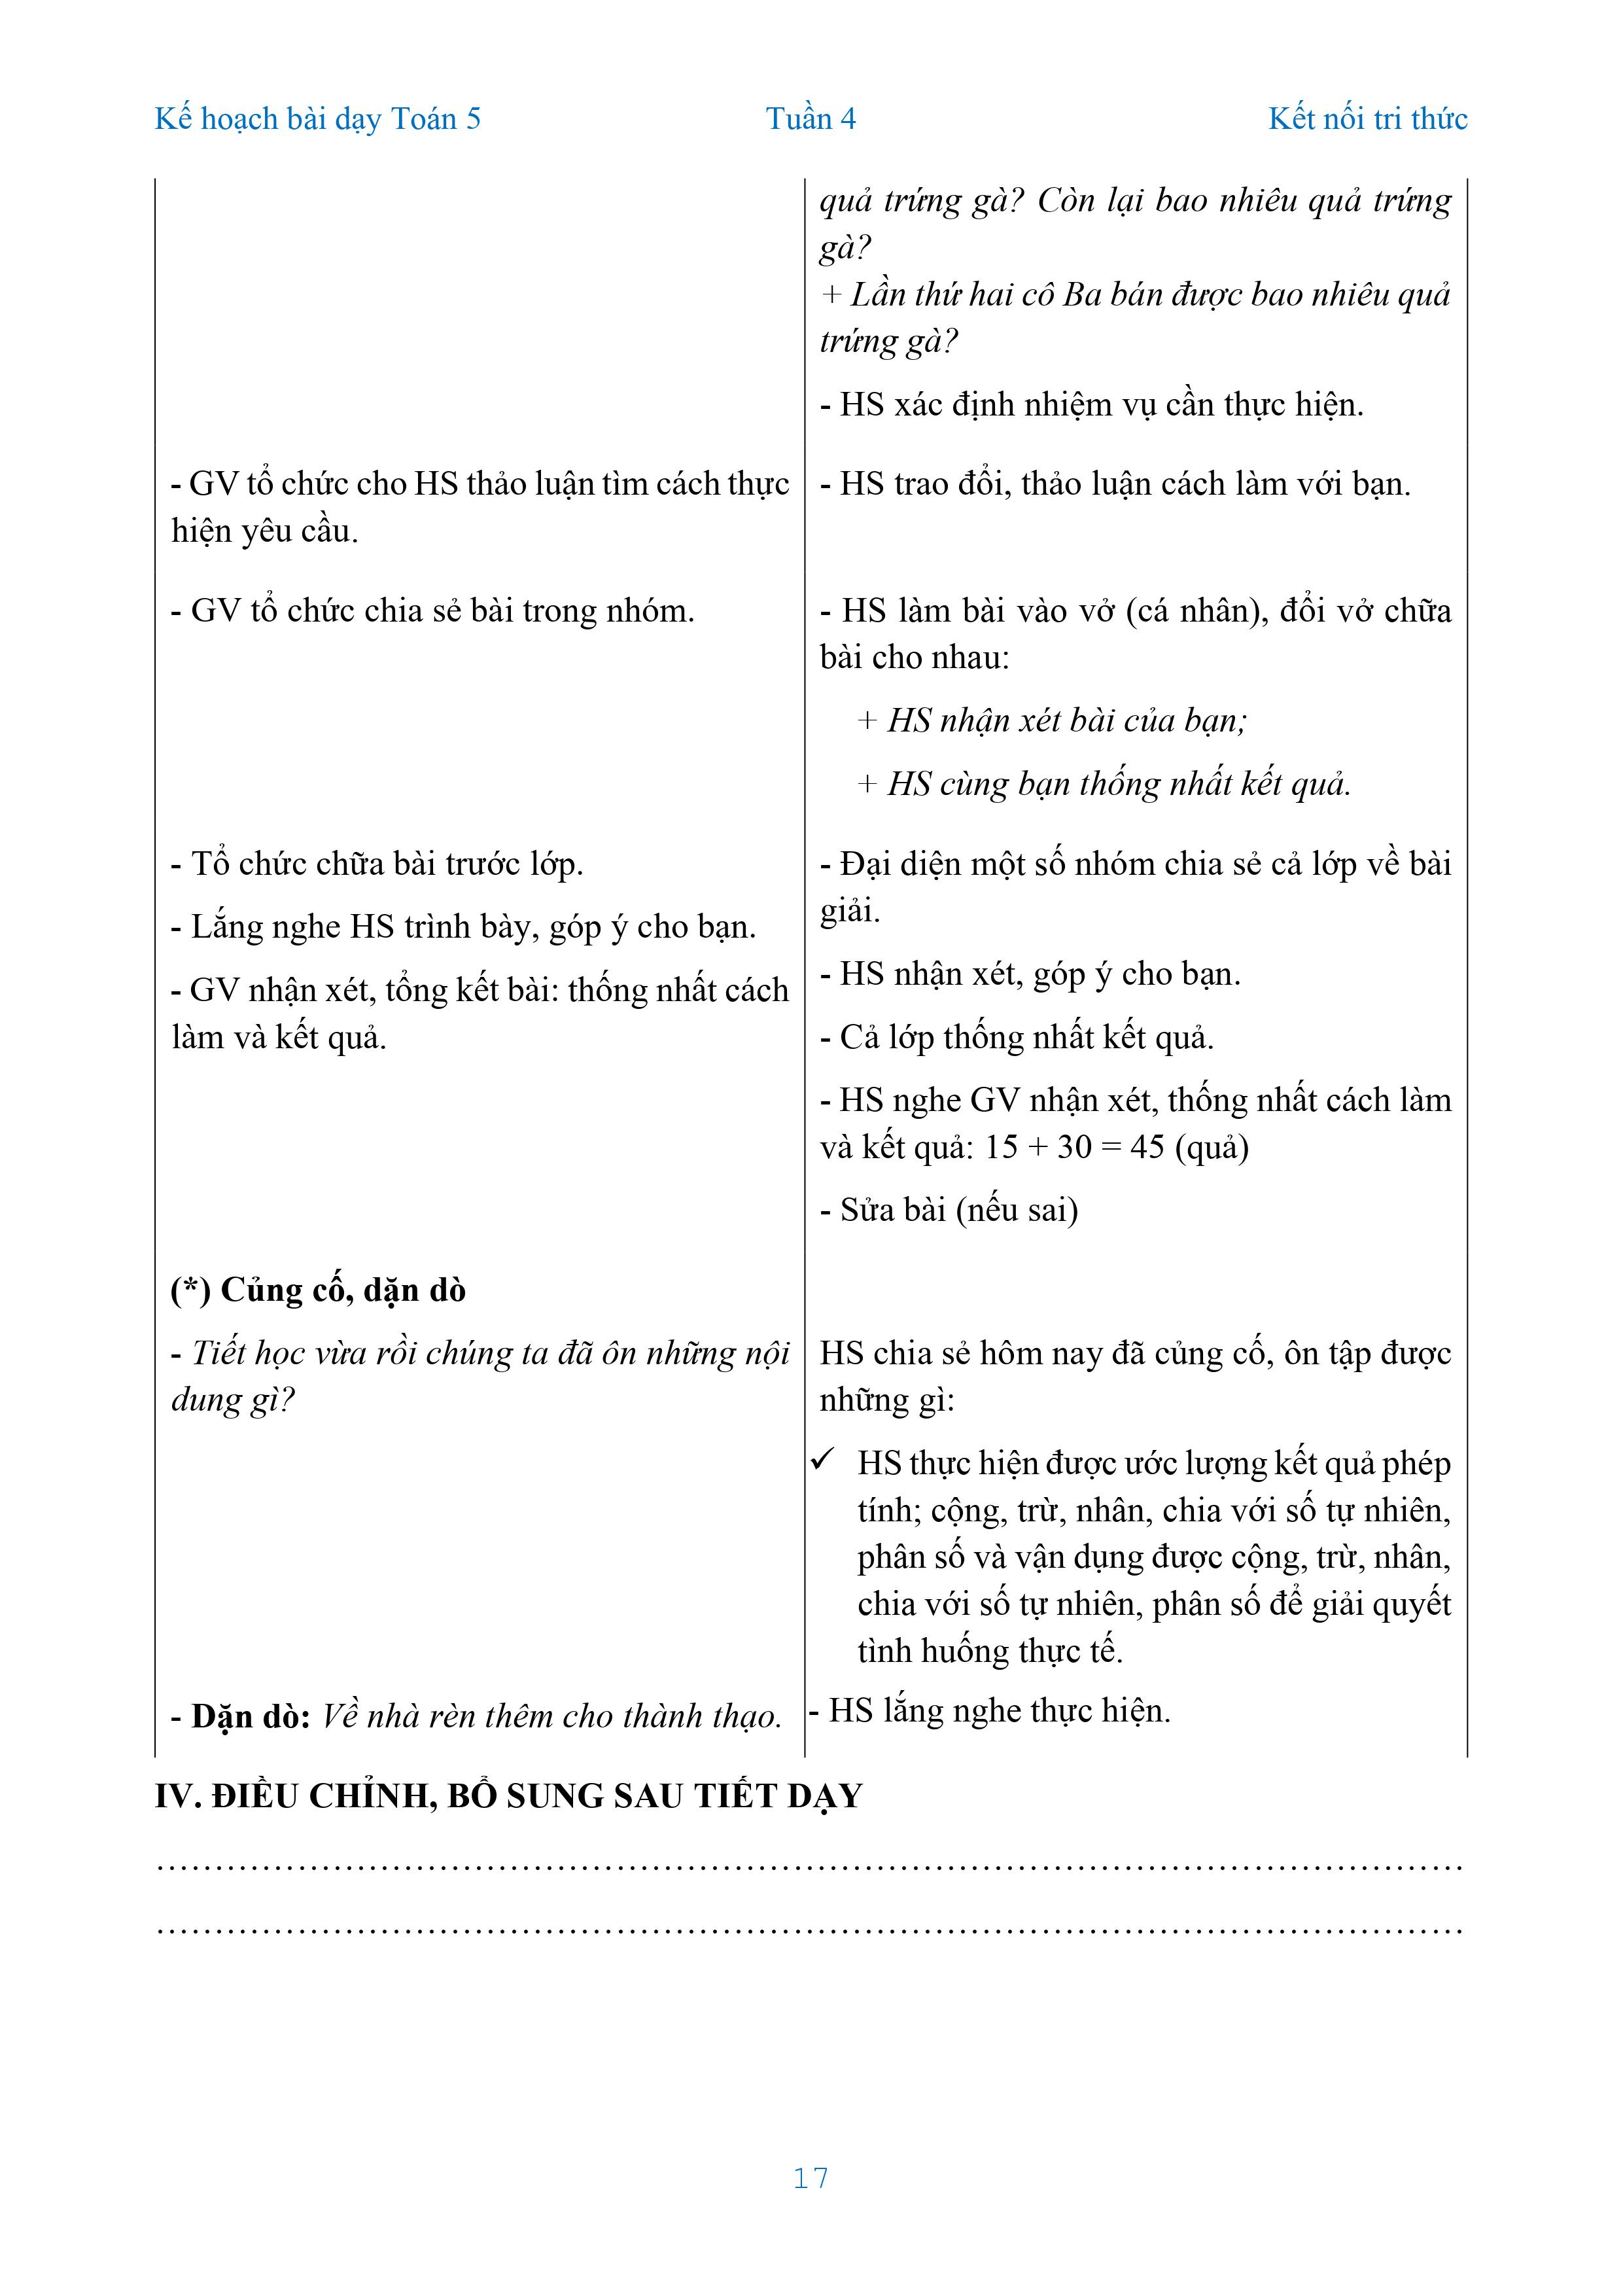 Kế hoạch bài dạy Toán 5 Tuần 4 Kết nối tri thức
quả trứng gà? Còn lại bao nhiêu quả trứng
gà?
+ Lần thứ hai cô Ba bán được bao nhiêu quả
trứng gà?
- HS xác định nhiệm vụ cần thực hiện.
- GV tổ chức cho HS thảo luận tìm cách thực
hiện yêu cầu.
- HS trao đổi, thảo luận cách làm với bạn.
- GV tổ chức chia sẻ bài trong nhóm.
- HS làm bài vào vở (cá nhân), đổi vở chữa
bài cho nhau:
+ HS nhận xét bài của bạn;
+ HS cùng bạn thống nhất kết quả.
- Tổ chức chữa bài trước lớp.
- Lắng nghe HS trình bày, góp ý cho bạn.
- GV nhận xét, tổng kết bài: thống nhất cách
làm và kết quả.
- Đại diện một số nhóm chia sẻ cả lớp về bài
giải.
- HS nhận xét, góp ý cho bạn.
- Cả lớp thống nhất kết quả.
- HS nghe GV nhận xét, thống nhất cách làm
và kết quả: 15 + 30 = 45 (quả)
- Sửa bài (nếu sai)
(*) Củng cố, dặn dò
- Tiết học vừa rồi chúng ta đã ôn những nội
dung gì?
HS chia sẻ hôm nay đã củng cố, ôn tập được
những gì:
✓ HS thực hiện được ước lượng kết quả phép
tính; cộng, trừ, nhân, chia với số tự nhiên,
phân số và vận dụng được cộng, trừ, nhân,
chia với số tự nhiên, phân số để giải quyết
tình huống thực tế.
- Dặn dò: Về nhà rèn thêm cho thành thạo.
- HS lắng nghe thực hiện.
IV. ĐIỀU CHỈNH, BỔ SUNG SAU TIẾT DẠY
……………………………………………………………………………………………
……………………………………………………………………………………………
17